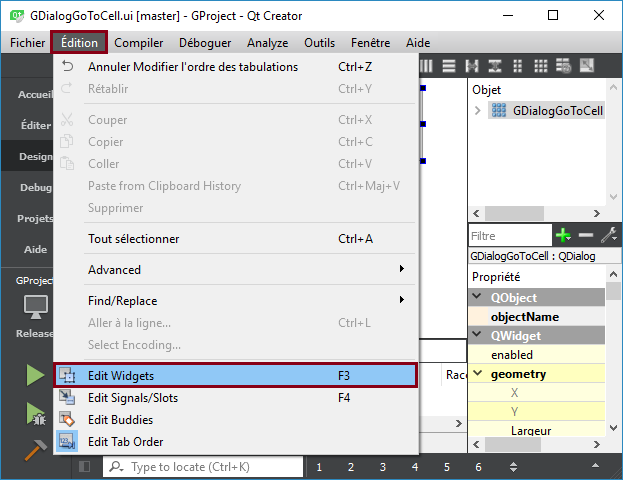 GDialogGoToCell.ui [master] - GProject - Qt Creator
Fichier Édition Compiler Déboguer Analyze Outils Fenêtre Aide
Accueil
Éditer
Design
Debug
Projets
Aide
GProject
Release
Annuler Modifier l'ordre des tabulations Ctrl+Z
Rétablir Ctrl+Y
Couper Ctrl+X
Copier Ctrl+C
Coller Ctrl+V
Paste from Clipboard History Ctrl+Maj+V
Supprimer
Tout sélectionner Ctrl+A
Advanced
Find/Replace
Aller à la ligne... Ctrl+L
Select Encoding...
Edit Widgets F3
Edit Signals/Slots F4
Edit Buddies
Edit Tab Order
Objet
GDialogGoToCell
Filtre
GDialogGoToCell : QDialog
Propriété
QObject
objectName
QWidget
enabled
geometry
X
Y
Largeur
Type to locate (Ctrl+K) 1 2 3 4 5 6